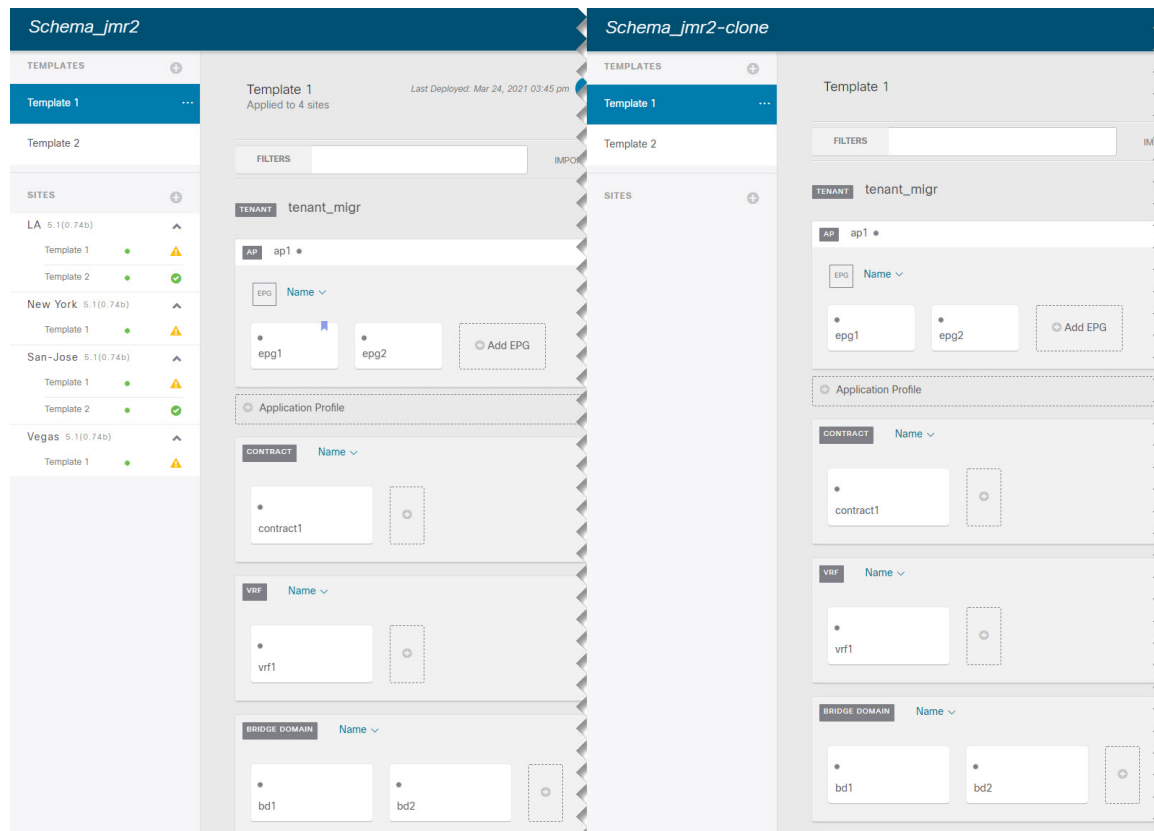 Schema_jmr2
TEMPLATES
Template 1 ...
Template 2
SITES
LA 5.1(0.74b)
Template 1
Template 2
New York 5.1(0.74b)
Template 1
San-Jose 5.1(0.74b)
Template 1
Template 2
Vegas 5.1(0.74b)
Template 1
Template 1 Last Deployed: Mar 24, 2021 03:45 pm
Applied to 4 sites
FILTERS IMPO
TENANT tenant_migr
AP ap1
EPG Name
epg1 epg2 Add EPG
Application Profile
CONTRACT Name
contract1
VRF Name
vrf1
BRIDGE DOMAIN Name
bd1 bd2
Schema_jmr2-clone
TEMPLATES
Template 1 ...
Template 2
SITES
Template 1
FILTERS IM
TENANT tenant_migr
AP ap1
EPG Name
epg1 epg2 Add EPG
Application Profile
CONTRACT Name
contract1
VRF Name
vrf1
BRIDGE DOMAIN Name
bd1 bd2